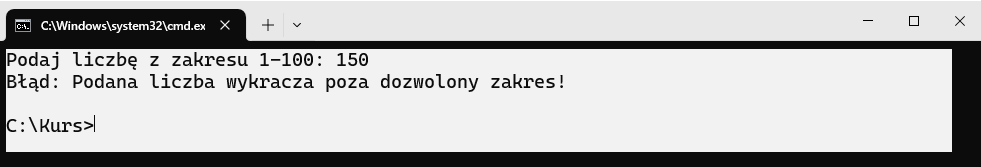 C:\Windows\system32\cmd.ex
Podaj liczbę z zakresu 1-100: 150
Błąd: Podana liczba wykracza poza dozwolony zakres!
C:\Kurs>